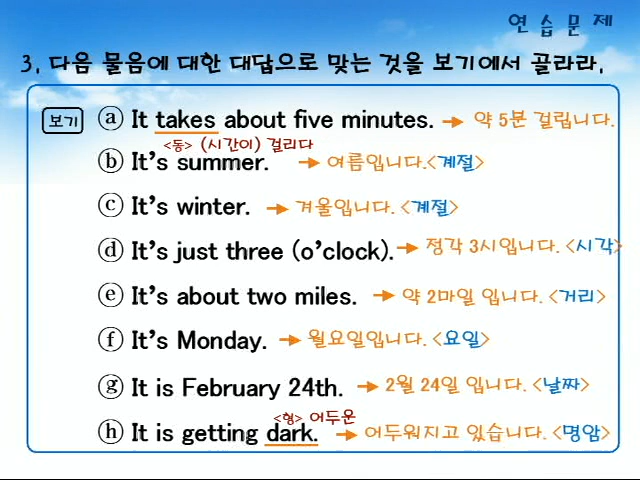 연습문제
3. 다음 물음에 대한 대답으로 맞는 것을 보기에서 골라라.
보기 ⓐ It takes about five minutes. → 약 5분 걸립니다.
<동> (시간이) 걸리다
ⓑ It's summer. → 여름입니다.<계절>
ⓒ It's winter. → 겨울입니다. <계절>
ⓓ It's just three (o'clock). → 정각 3시입니다. <시각>
ⓔ It's about two miles. → 약 2마일 입니다. <거리>
ⓕ It's Monday. → 월요일입니다. <요일>
ⓖ It is February 24th. → 2월 24일 입니다. <날짜>
<형> 어두운
ⓗ It is getting dark. → 어두워지고 있습니다. <명암>